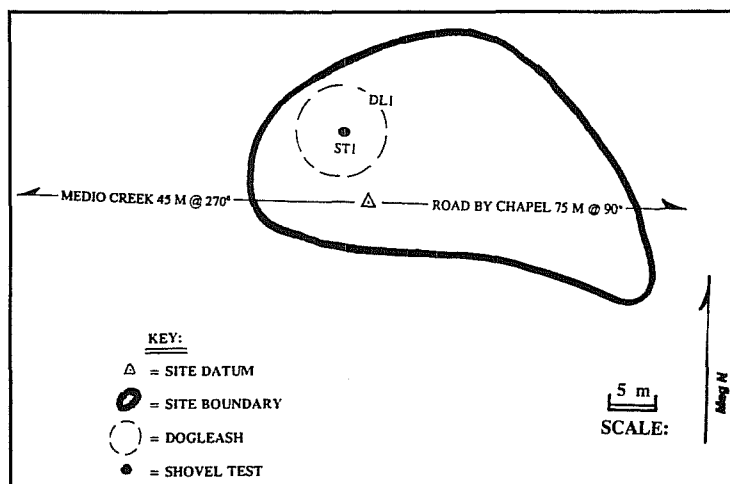 DL1
ST1
MEDIO CREEK 45 M @ 270°
ROAD BY CHAPEL 75 M @ 90°
KEY:
= SITE DATUM
= SITE BOUNDARY
= DOGLEASH
= SHOVEL TEST
5 m
SCALE:
Mag N